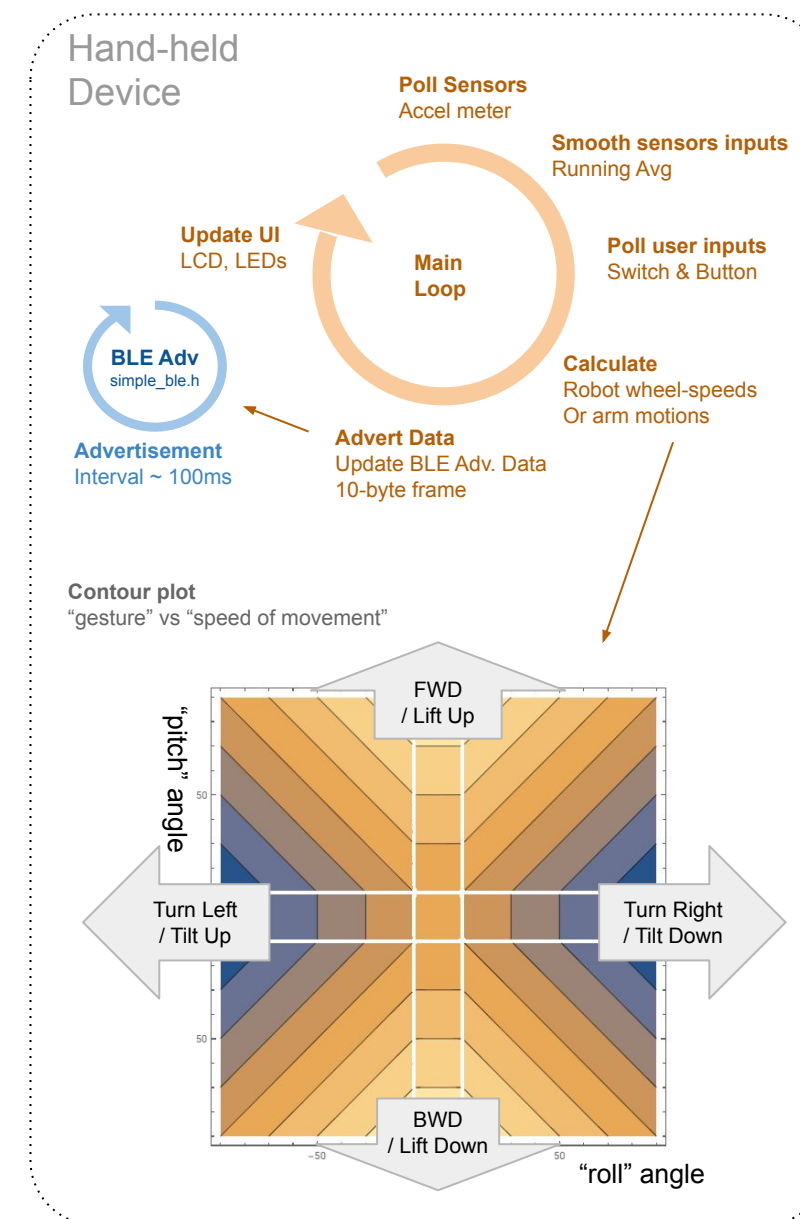 Hand-held
Device
Poll Sensors
Accel meter
Smooth sensors inputs
Running Avg
Update UI
LCD, LEDs
Main
Loop
Poll user inputs
Switch & Button
BLE Adv
simple_ble.h
Calculate
Robot wheel-speeds
Or arm motions
Advertisement
Interval ~ 100ms
Advert Data
Update BLE Adv. Data
10-byte frame
Contour plot
“gesture” vs “speed of movement”
FWD
/ Lift Up
“pitch” angle
50
Turn Left
/ Tilt Up
Turn Right
/ Tilt Down
50
BWD
/ Lift Down
−50
50
“roll” angle